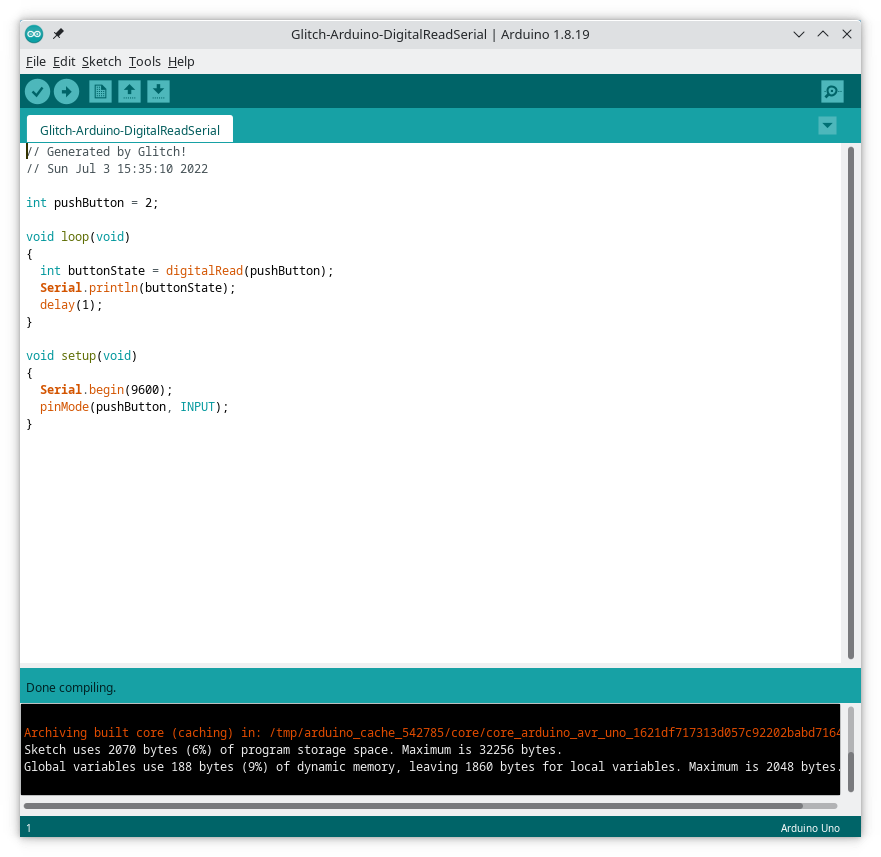 Glitch-Arduino-DigitalReadSerial | Arduino 1.8.19
File Edit Sketch Tools Help
Glitch-Arduino-DigitalReadSerial
// Generated by Glitch!
// Sun Jul 3 15:35:10 2022
int pushButton = 2;
void loop(void)
{
int buttonState = digitalRead(pushButton);
Serial.println(buttonState);
delay(1);
}
void setup(void)
{
Serial.begin(9600);
pinMode(pushButton, INPUT);
}
Done compiling.
Archiving built core (caching) in: /tmp/arduino_cache_542785/core/core_arduino_avr_uno_1621df717313d057c92202babd7164
Sketch uses 2070 bytes (6%) of program storage space. Maximum is 32256 bytes.
Global variables use 188 bytes (9%) of dynamic memory, leaving 1860 bytes for local variables. Maximum is 2048 bytes.
1 Arduino Uno